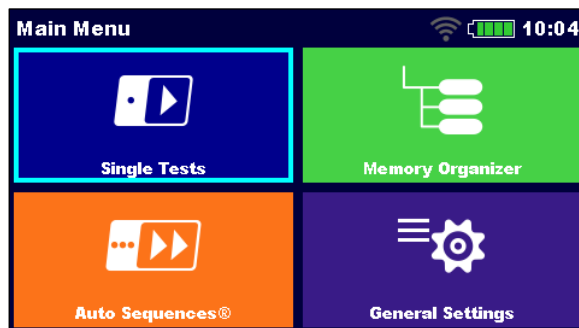 Main Menu 10:04
Single Tests
Memory Organizer
Auto Sequences®
General Settings